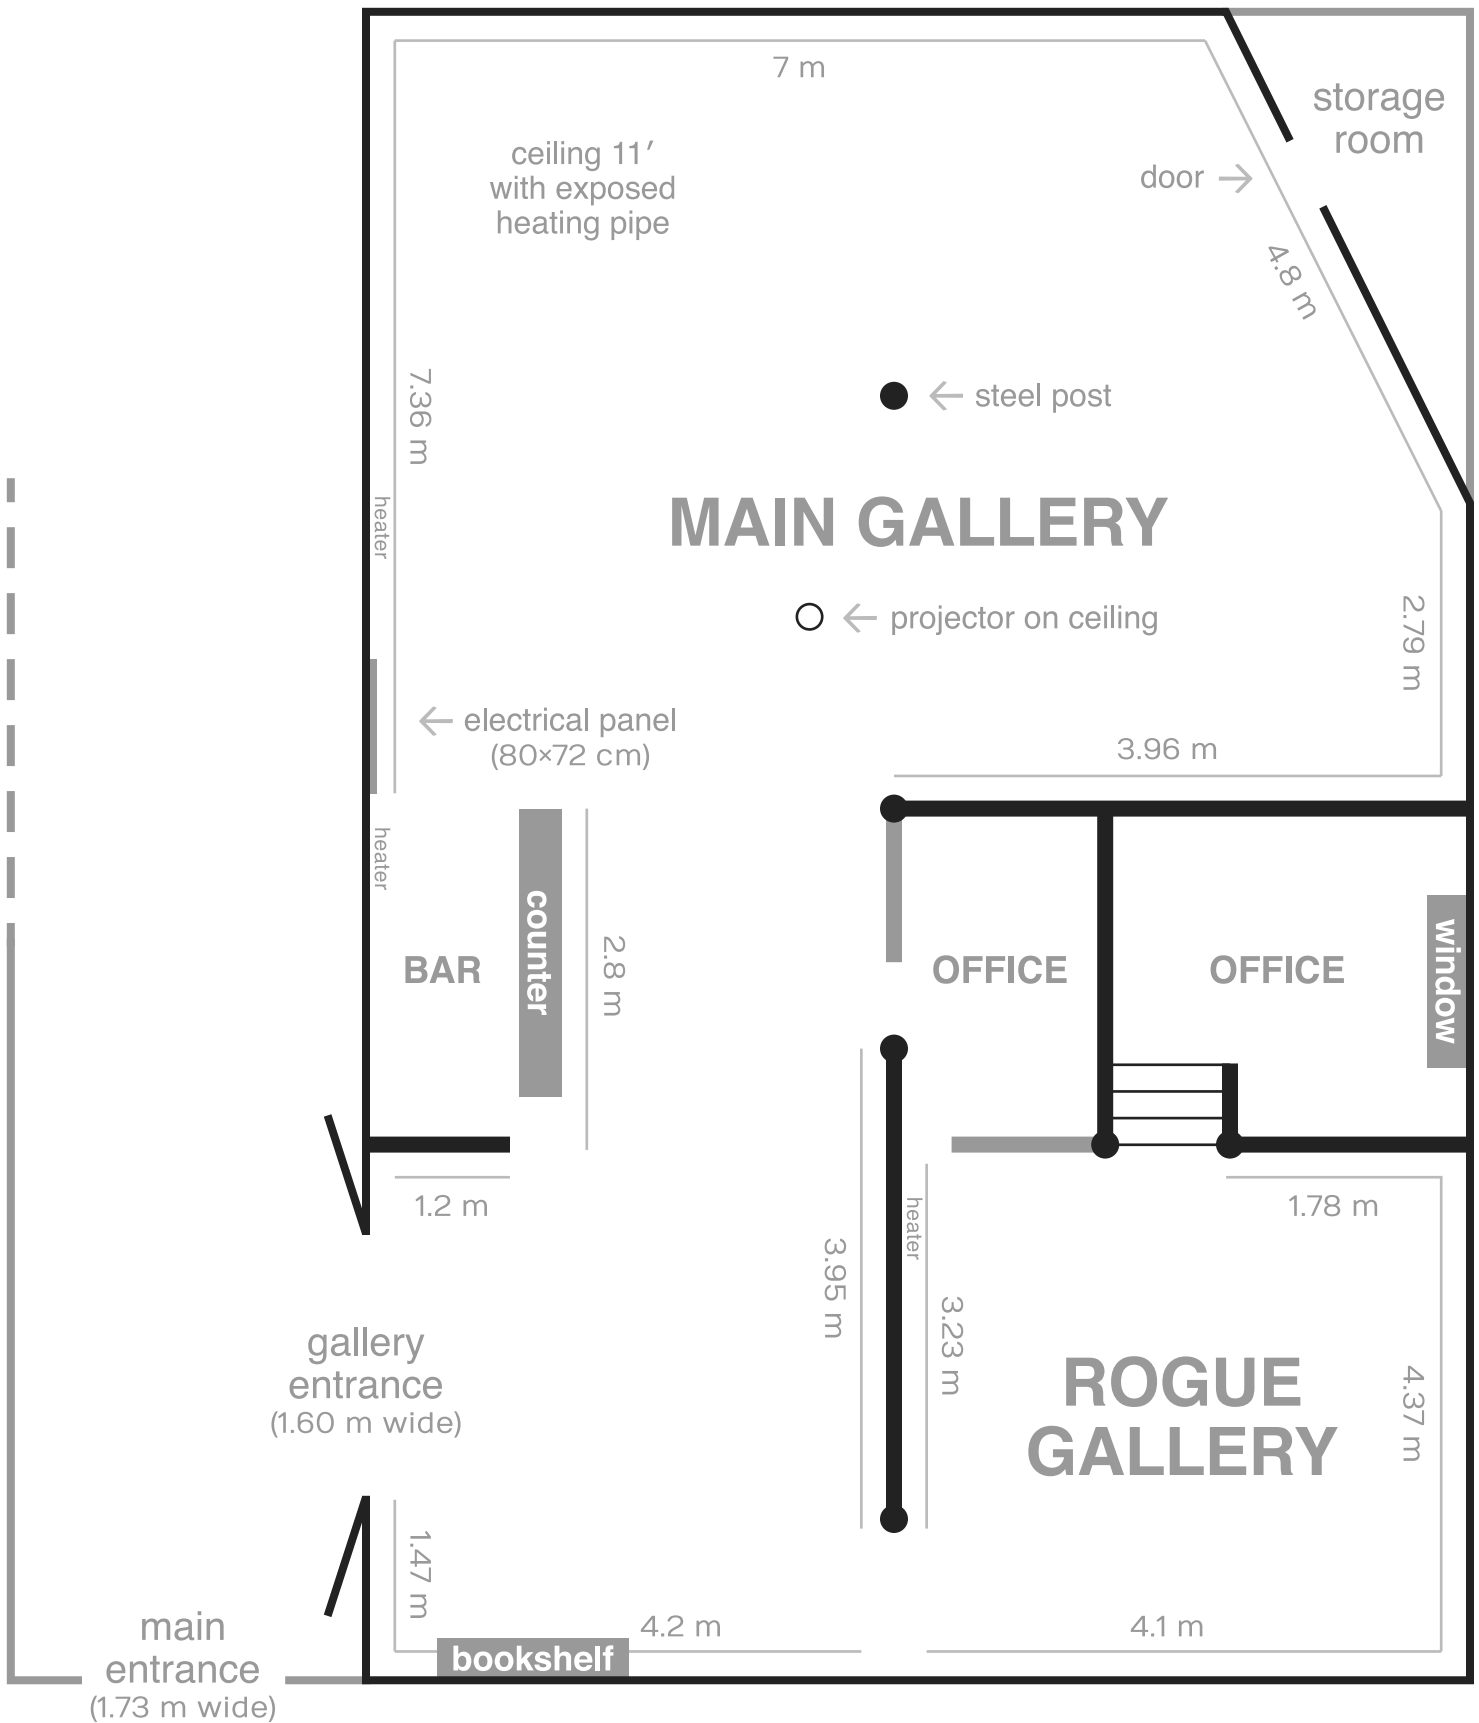 7 m
storage
room
ceiling 11′
with exposed
heating pipe
door
4.8 m
7.36 m
steel post
heater
MAIN GALLERY
projector on ceiling
2.79 m
electrical panel
(80×72 cm)
3.96 m
heater
counter
2.8 m
BAR
OFFICE
OFFICE
window
1.2 m
heater
1.78 m
3.95 m
3.23 m
gallery
entrance
(1.60 m wide)
ROGUE
GALLERY
4.37 m
1.47 m
4.2 m
4.1 m
bookshelf
main
entrance
(1.73 m wide)